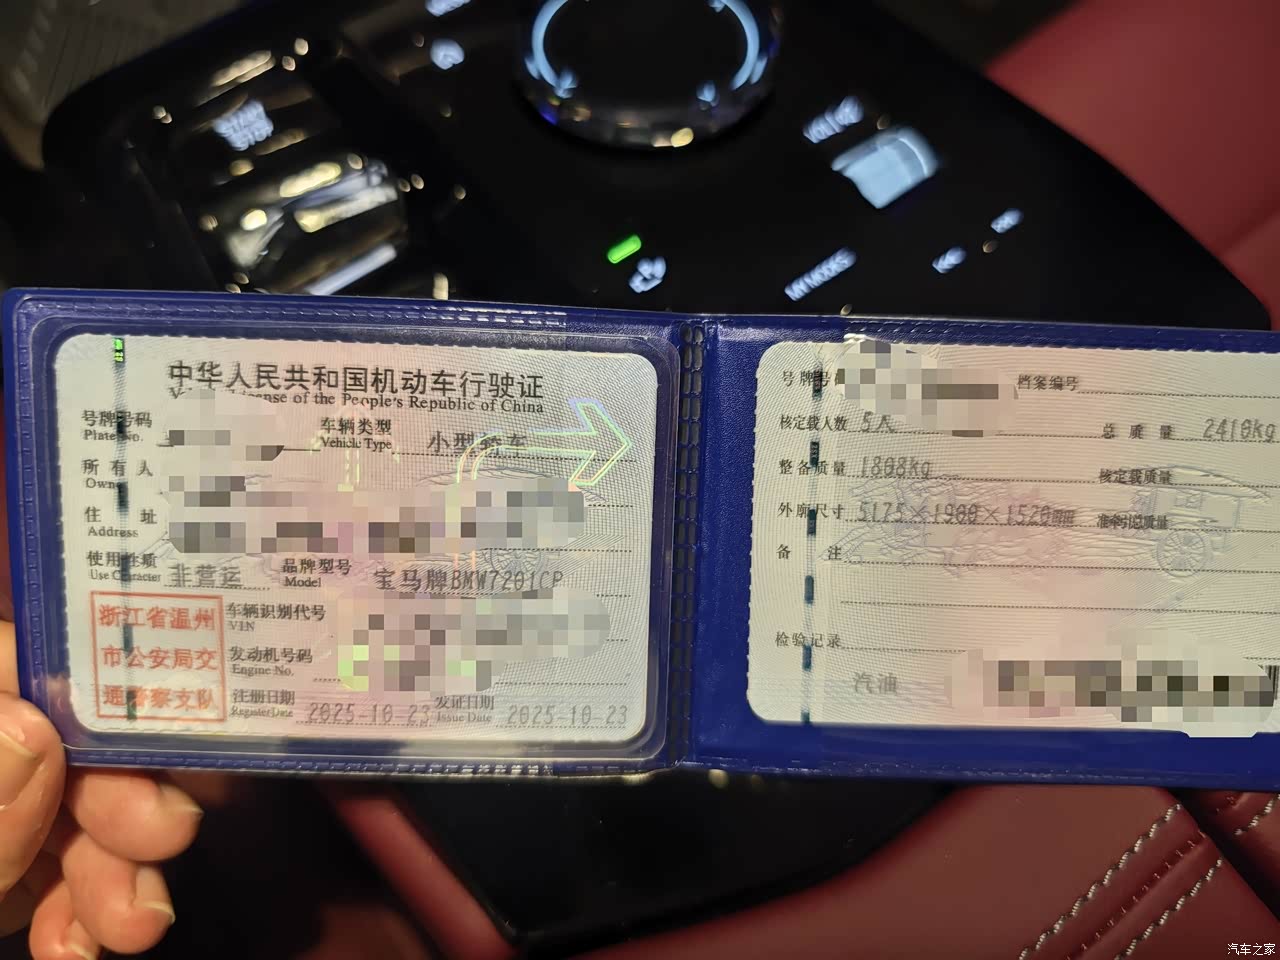 START
STOP
VOL
MY MODES
中华人民共和国机动车行驶证
Vehicle License of the People's Republic of China
号牌号码
Plate No.
车辆类型 小型轿车
Vehicle Type
所有人
Owner
住址
Address
使用性质 非营运
Use Character
品牌型号 宝马牌BMW7201CP
Model
浙江省温州
市公安局交
通警察支队
车辆识别代号
VIN
发动机号码
Engine No.
注册日期 2025-10-23
Register Date
发证日期 2025-10-23
Issue Date
号牌号码
档案编号
核定载人数 5人
总质量 2410kg
整备质量 1808kg
核定载质量
外廓尺寸 5175×1900×1520mm
准牵引总质量
备注
检验记录
汽油
汽车之家